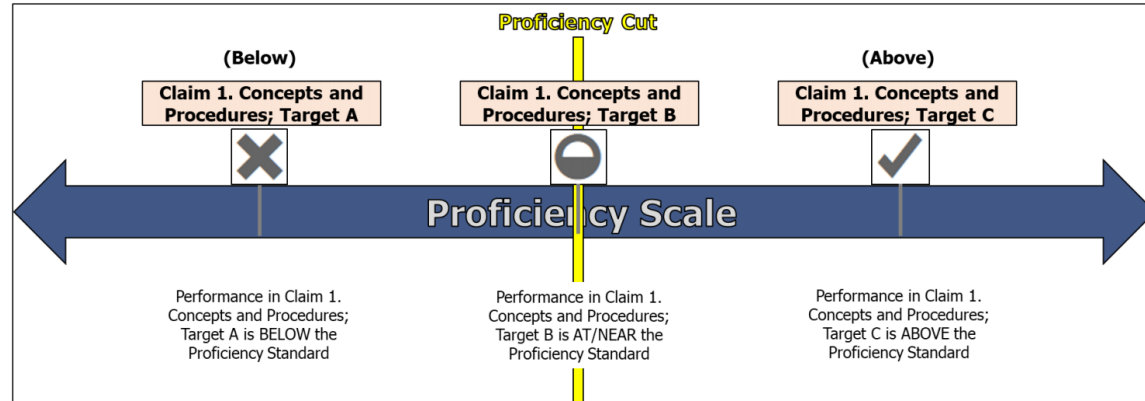 Proficiency Cut
(Below)
(Above)
Claim 1. Concepts and
Procedures; Target A
Claim 1. Concepts and
Procedures; Target B
Claim 1. Concepts and
Procedures; Target C
Proficiency Scale
Performance in Claim 1.
Concepts and Procedures;
Target A is BELOW the
Proficiency Standard
Performance in Claim 1.
Concepts and Procedures;
Target B is AT/NEAR the
Proficiency Standard
Performance in Claim 1.
Concepts and Procedures;
Target C is ABOVE the
Proficiency Standard